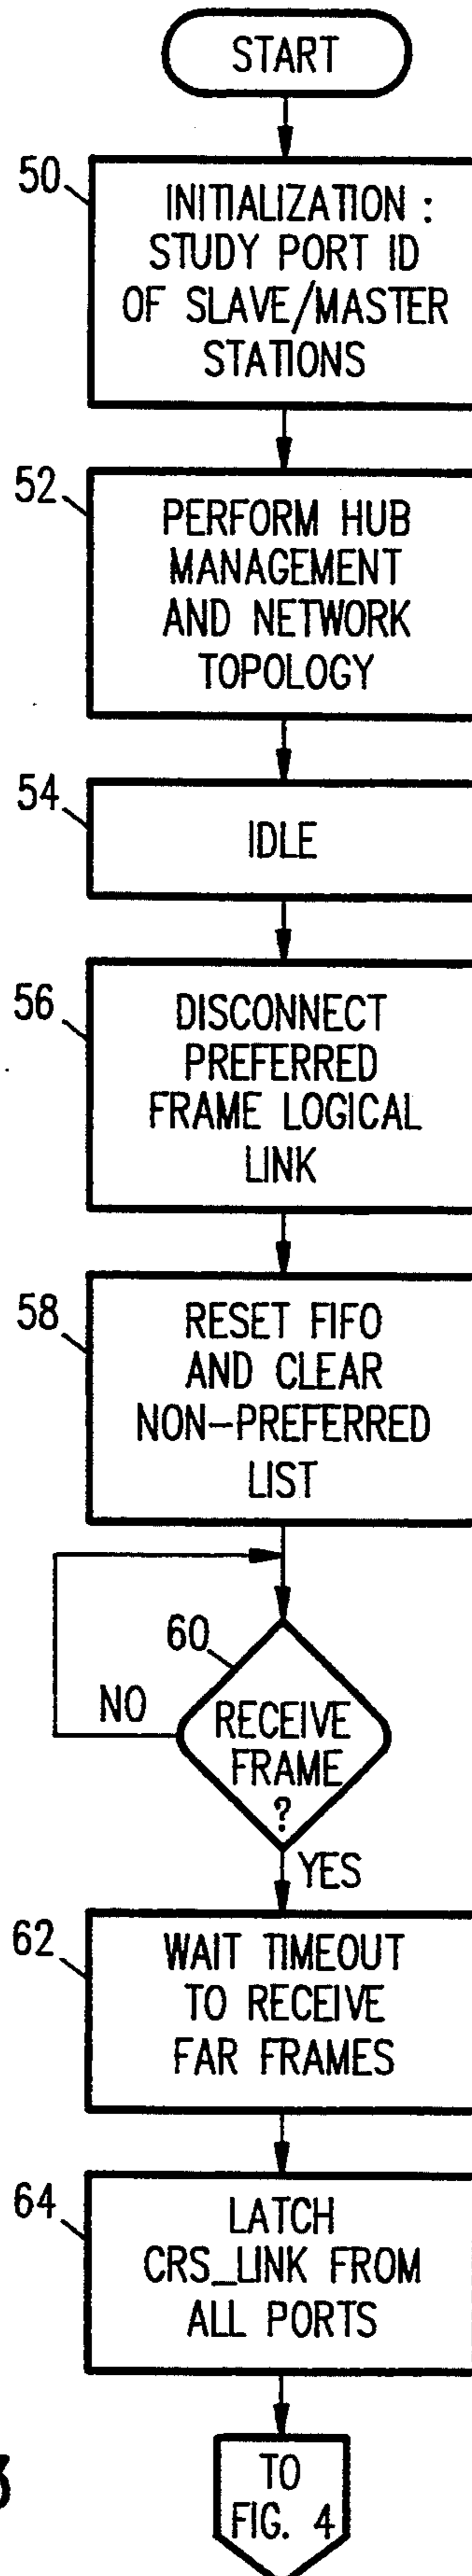 START
50
INITIALIZATION :
STUDY PORT ID
OF SLAVE/MASTER
STATIONS
52
PERFORM HUB
MANAGEMENT
AND NETWORK
TOPOLOGY
54
IDLE
56
DISCONNECT
PREFERRED
FRAME LOGICAL
LINK
58
RESET FIFO
AND CLEAR
NON-PREFERRED
LIST
60
NO
RECEIVE
FRAME
?
YES
62
WAIT TIMEOUT
TO RECEIVE
FAR FRAMES
64
LATCH
CRS_LINK FROM
ALL PORTS
3
TO
FIG. 4